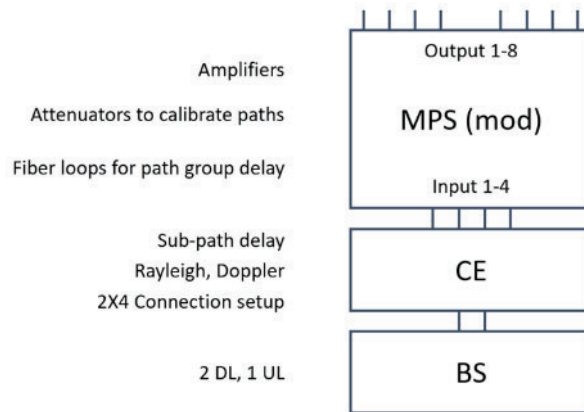 Output 1-8
Amplifiers
Attenuators to calibrate paths
MPS (mod)
Fiber loops for path group delay
Input 1-4
Sub-path delay
Rayleigh, Doppler
CE
2X4 Connection setup
2 DL, 1 UL
BS